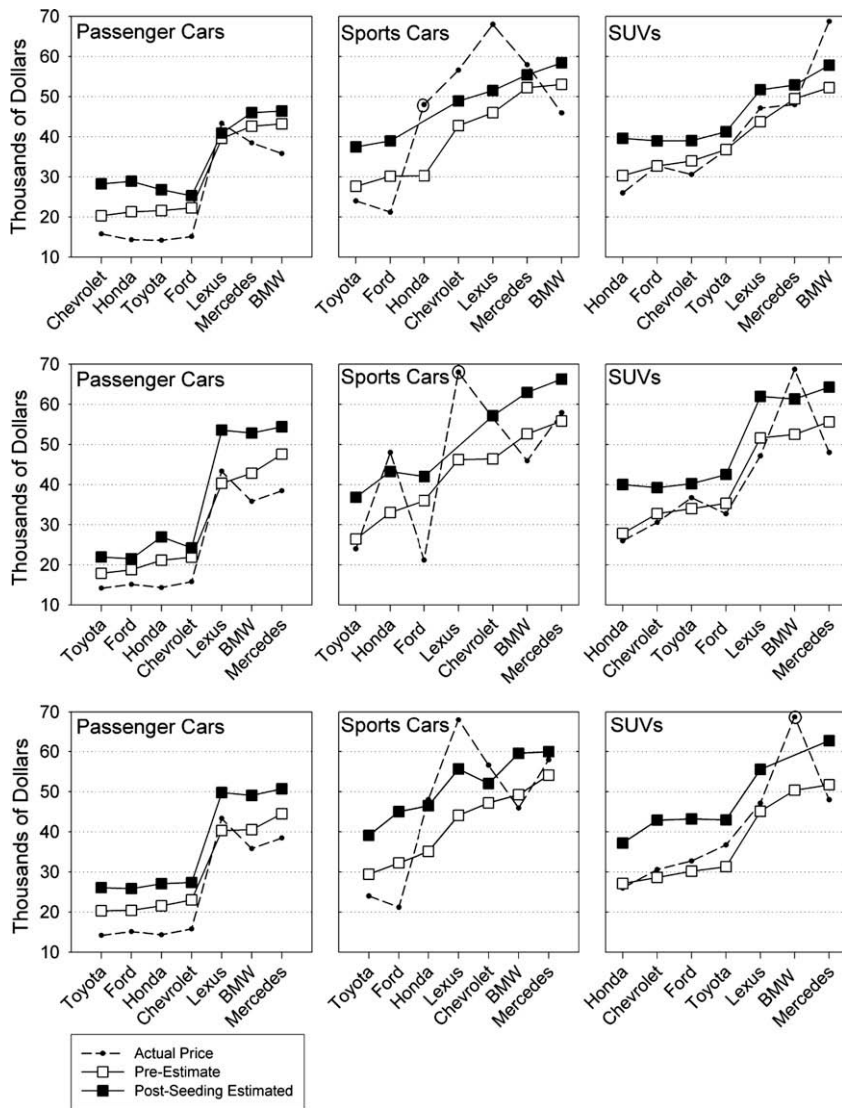 Passenger Cars
Sports Cars
SUVs
Thousands of Dollars
70
60
50
40
30
20
10
Chevrolet
Honda
Toyota
Ford
Lexus
Mercedes
BMW
Toyota
Ford
Honda
Chevrolet
Lexus
Mercedes
BMW
Honda
Ford
Chevrolet
Toyota
Lexus
Mercedes
BMW
Passenger Cars
Sports Cars
SUVs
Thousands of Dollars
70
60
50
40
30
20
10
Toyota
Ford
Honda
Chevrolet
Lexus
BMW
Mercedes
Toyota
Honda
Ford
Lexus
Chevrolet
BMW
Mercedes
Honda
Chevrolet
Toyota
Ford
Lexus
BMW
Mercedes
Passenger Cars
Sports Cars
SUVs
Thousands of Dollars
70
60
50
40
30
20
10
Toyota
Ford
Honda
Chevrolet
Lexus
BMW
Mercedes
Toyota
Ford
Honda
Lexus
Chevrolet
BMW
Mercedes
Honda
Chevrolet
Ford
Toyota
Lexus
BMW
Mercedes
Actual Price
Pre-Estimate
Post-Seeding Estimated